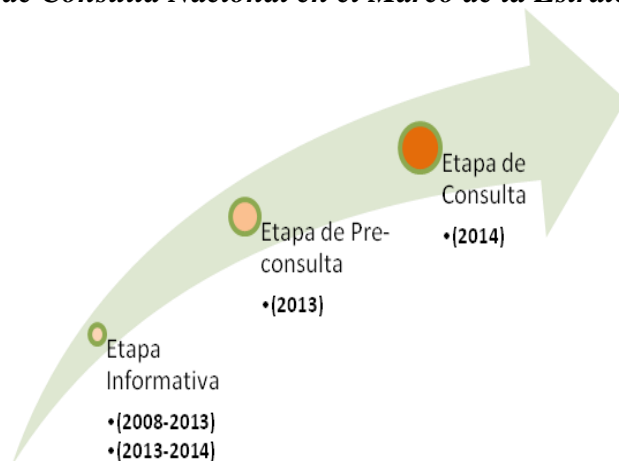 de Consulta Nacional en el Marco de la
Etapa de
Consulta
•(2014)
Etapa de Pre-
consulta
•(2013)
Etapa
Informativa
•(2008-2013)
•(2013-2014)